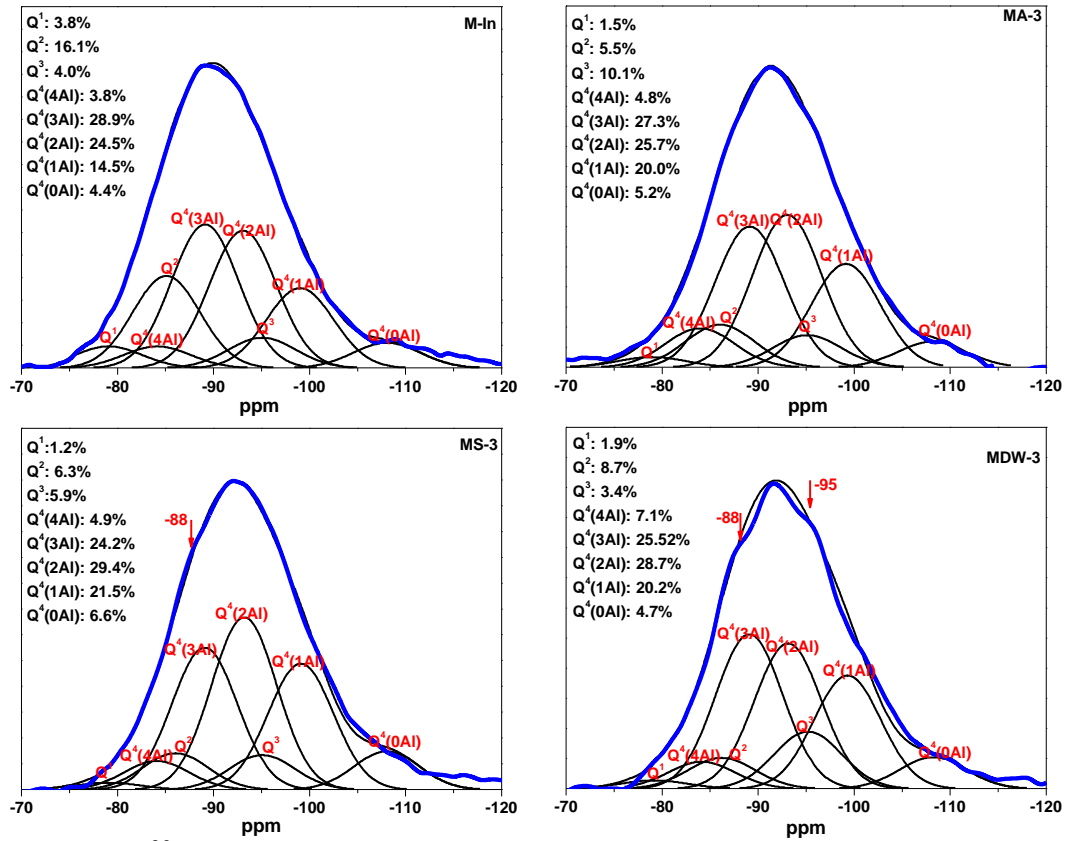 M-In
Q¹: 3.8%
Q²: 16.1%
Q³: 4.0%
Q⁴(4Al): 3.8%
Q⁴(3Al): 28.9%
Q⁴(2Al): 24.5%
Q⁴(1Al): 14.5%
Q⁴(0Al): 4.4%
Q⁴(3Al)
Q⁴(2Al)
Q²
Q⁴(1Al)
Q¹
Q⁴(4Al)
Q³
Q⁴(0Al)
-70 -80 -90 -100 -110 -120
ppm
MA-3
Q¹: 1.5%
Q²: 5.5%
Q³: 10.1%
Q⁴(4Al): 4.8%
Q⁴(3Al): 27.3%
Q⁴(2Al): 25.7%
Q⁴(1Al): 20.0%
Q⁴(0Al): 5.2%
Q⁴(3Al)
Q⁴(2Al)
Q⁴(1Al)
Q⁴(4Al)
Q²
Q³
Q⁴(0Al)
Q¹
-70 -80 -90 -100 -110 -120
ppm
MS-3
Q¹:1.2%
Q²: 6.3%
Q³:5.9%
Q⁴(4Al): 4.9%
Q⁴(3Al): 24.2%
Q⁴(2Al): 29.4%
Q⁴(1Al): 21.5%
Q⁴(0Al): 6.6%
-88
Q⁴(2Al)
Q⁴(3Al)
Q⁴(1Al)
Q⁴(4Al)
Q²
Q³
Q⁴(0Al)
-70 -80 -90 -100 -110 -120
ppm
MDW-3
Q¹: 1.9%
Q²: 8.7%
Q³: 3.4%
Q⁴(4Al): 7.1%
Q⁴(3Al): 25.52%
Q⁴(2Al): 28.7%
Q⁴(1Al): 20.2%
Q⁴(0Al): 4.7%
-88
-95
Q⁴(3Al)
Q⁴(2Al)
Q⁴(1Al)
Q³
Q⁴(4Al)
Q²
Q⁴(0Al)
Q¹
-70 -80 -90 -100 -110 -120
ppm